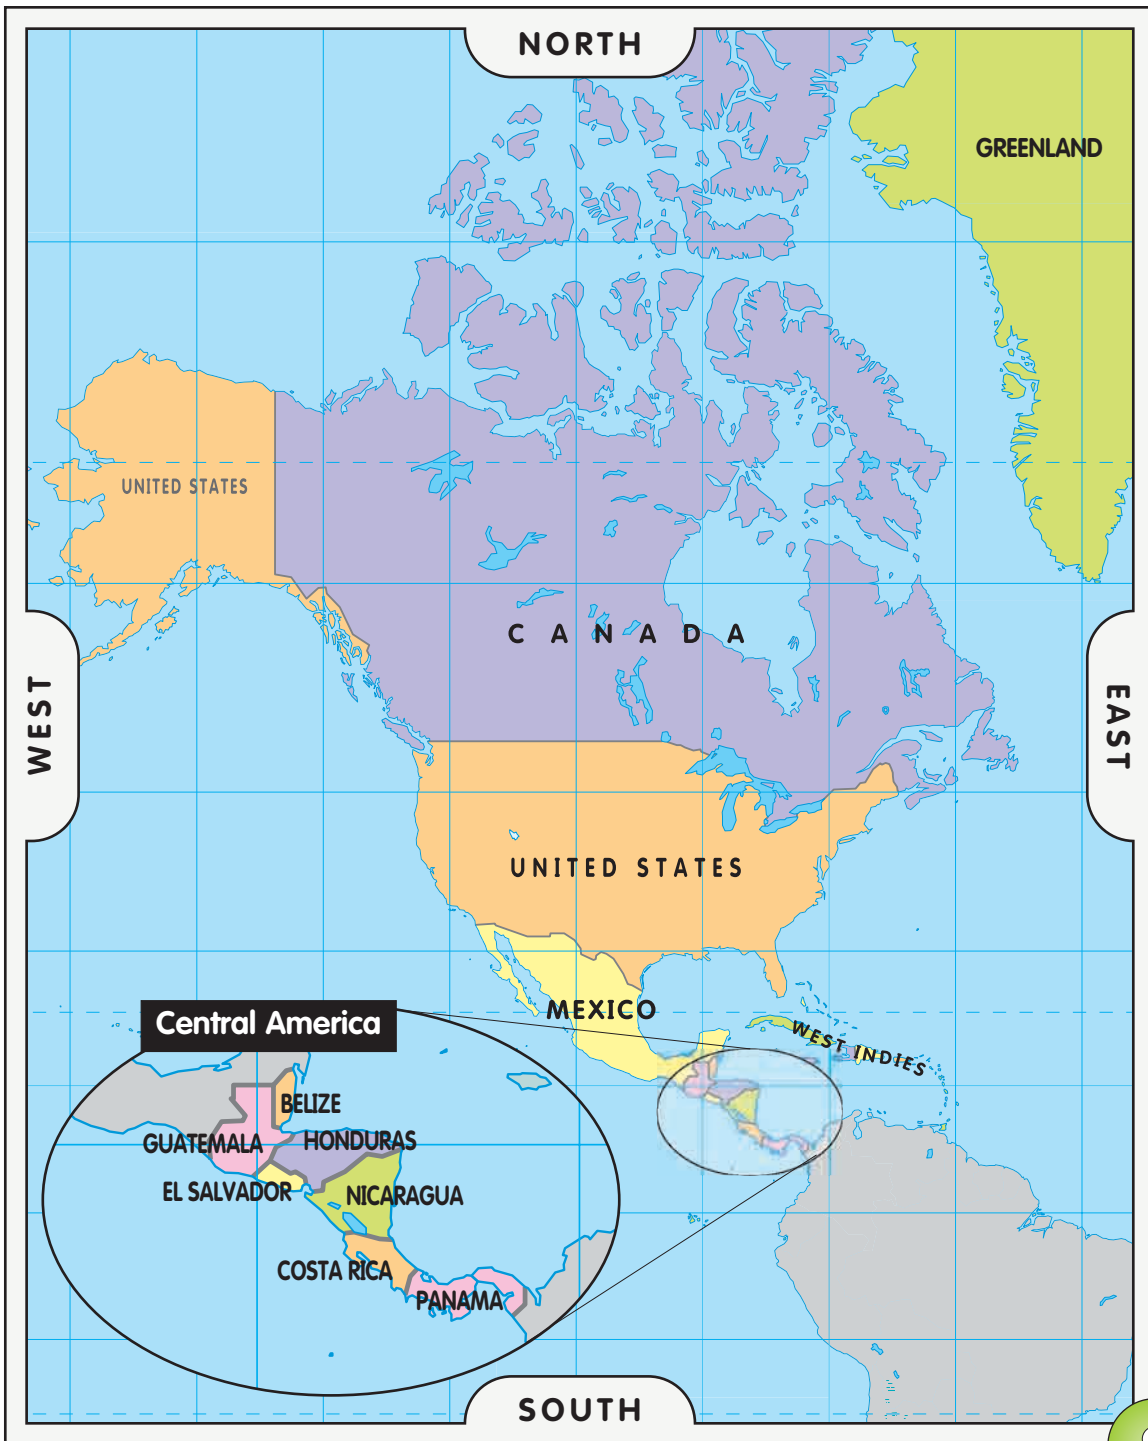 NORTH
GREENLAND
UNITED STATES
CANADA
WEST
EAST
UNITED STATES
MEXICO
Central America
WEST INDIES
BELIZE
GUATEMALA
HONDURAS
EL SALVADOR
NICARAGUA
COSTA RICA
PANAMA
SOUTH